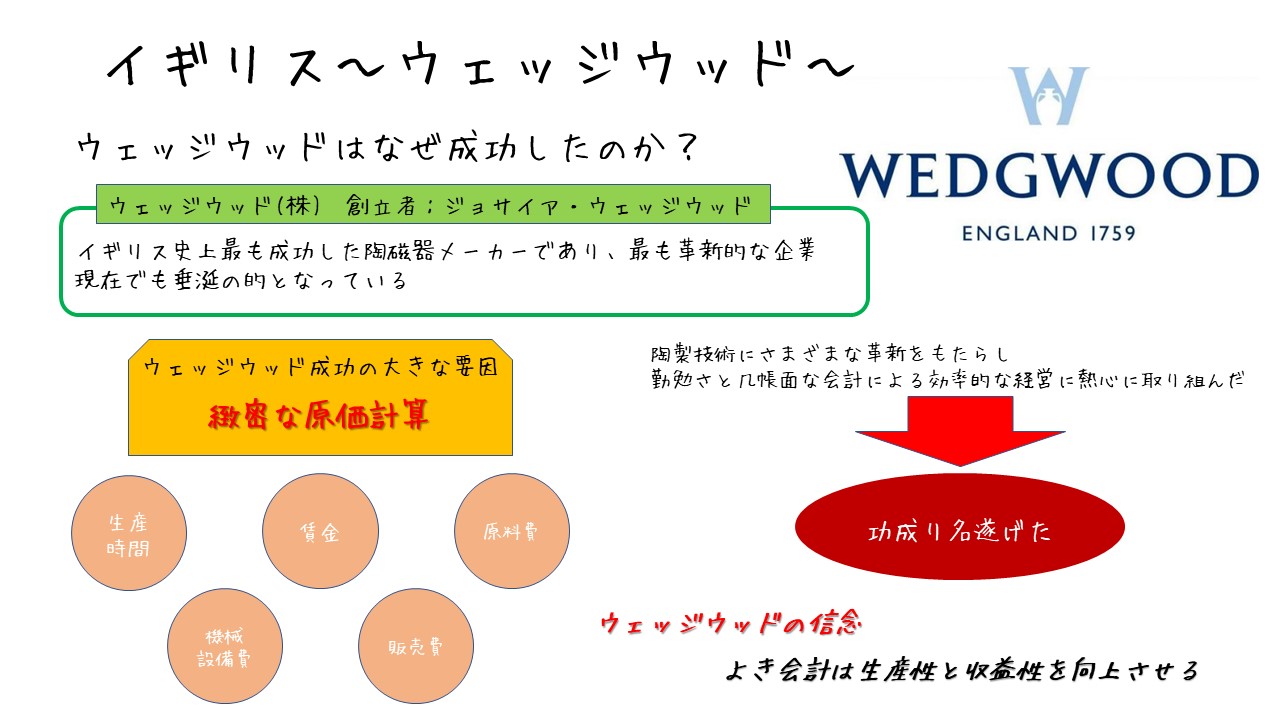 イギリス～ウェッジウッド～
WEDGWOOD
ENGLAND 1759
ウェッジウッドはなぜ成功したのか？
ウェッジウッド(株)　創立者；ジョサイア・ウェッジウッド
イギリス史上最も成功した陶磁器メーカーであり、最も革新的な企業
現在でも垂涎の的となっている
ウェッジウッド成功の大きな要因
緻密な原価計算
生産
時間
賃金
原料費
機械
設備費
販売費
陶製技術にさまざまな革新をもたらし
勤勉さと几帳面な会計による効率的な経営に熱心に取り組んだ
功成り名遂げた
ウェッジウッドの信念
よき会計は生産性と収益性を向上させる